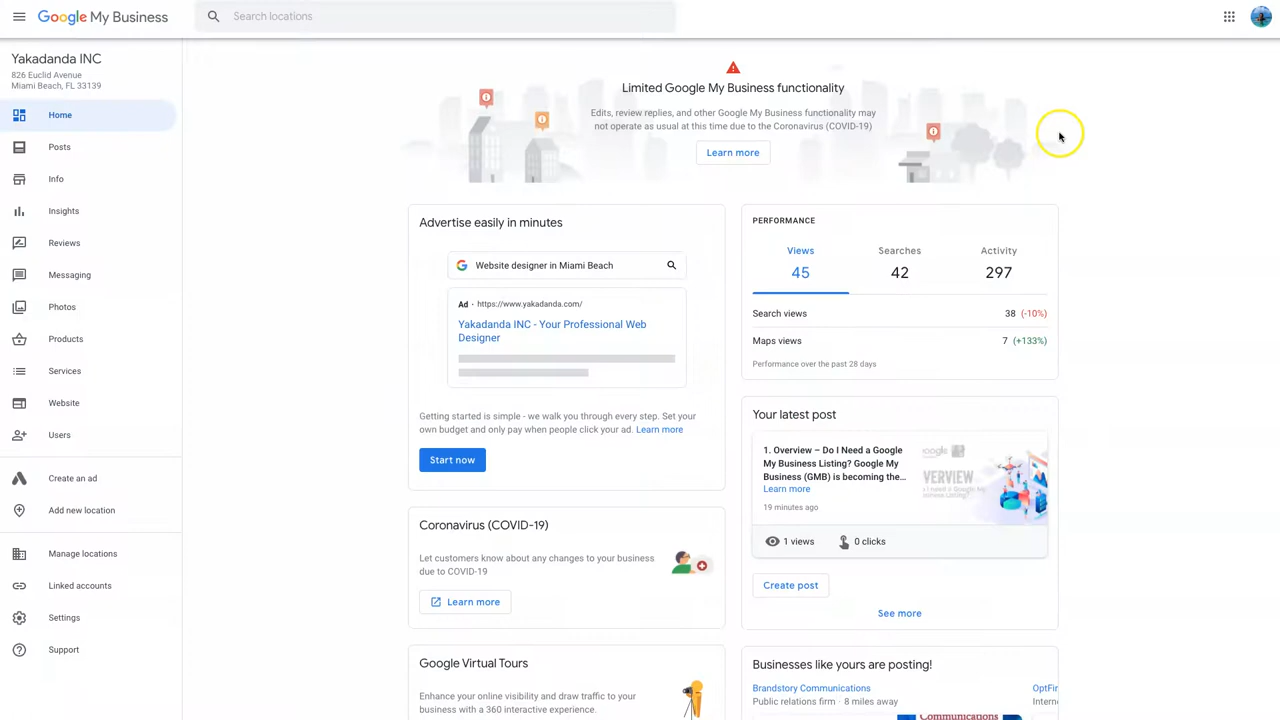 Google My Business
Search locations
Yakadanda INC
826 Euclid Avenue
Miami Beach, FL 33139
Home
Posts
Info
Insights
Reviews
Messaging
Photos
Products
Services
Website
Users
Create an ad
Add new location
Manage locations
Linked accounts
Settings
Support
Limited Google My Business functionality
Edits, review replies, and other Google My Business functionality may
not operate as usual at this time due to the Coronavirus (COVID-19)
Learn more
Advertise easily in minutes
Website designer in Miami Beach
Ad · https://www.yakadanda.com/
Yakadanda INC - Your Professional Web
Designer
Getting started is simple - we walk you through every step. Set your
own budget and only pay when people click your ad. Learn more
Start now
Coronavirus (COVID-19)
Let customers know about any changes to your business
due to COVID-19
Learn more
Google Virtual Tours
Enhance your online visibility and draw traffic to your
business with a 360 interactive experience.
PERFORMANCE
Views Searches Activity
45 42 297
Search views 38 (-10%)
Maps views 7 (+133%)
Performance over the past 28 days
Your latest post
1. Overview – Do I Need a Google
My Business Listing? Google My
Business (GMB) is becoming the...
Learn more
19 minutes ago
VERVIEW
1 views 0 clicks
Create post
See more
Businesses like yours are posting!
Brandstory Communications OptFir
Public relations firm · 8 miles away Interne
Communications